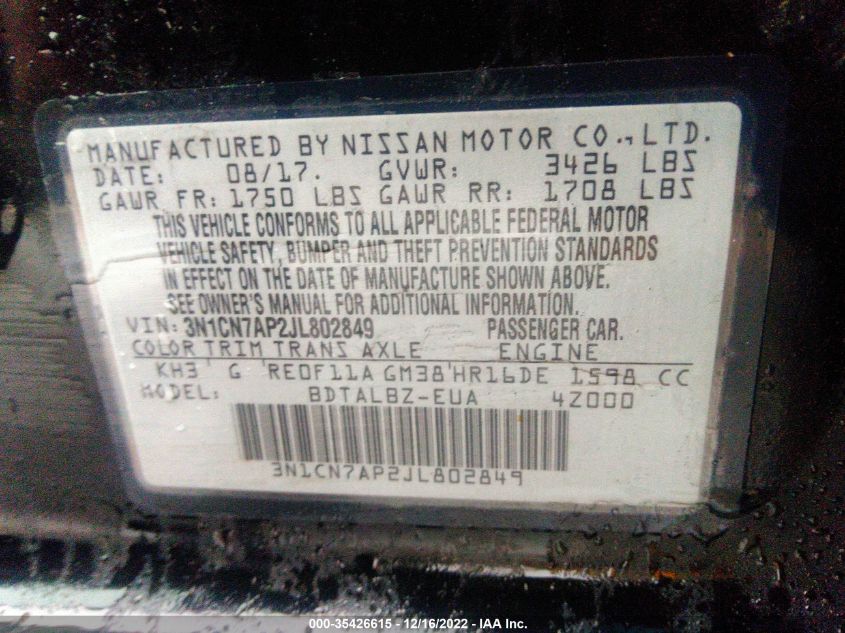 MANUFACTURED BY NISSAN MOTOR CO., LTD.
DATE: 08/17. GVWR: 3426 LBS
GAWR FR: 1750 LBS GAWR RR: 1708 LBS
THIS VEHICLE CONFORMS TO ALL APPLICABLE FEDERAL MOTOR
VEHICLE SAFETY, BUMPER AND THEFT PREVENTION STANDARDS
IN EFFECT ON THE DATE OF MANUFACTURE SHOWN ABOVE.
SEE OWNER'S MANUAL FOR ADDITIONAL INFORMATION.
VIN: 3N1CN7AP2JL802849 PASSENGER CAR.
COLOR TRIM TRANS AXLE ENGINE
KH3 G RE0F11A GM38 HR16DE 1598 CC
MODEL: BDTALBZ-EUA 4Z000
3N1CN7AP2JL802849
000-35426615 - 12/16/2022 - IAA Inc.